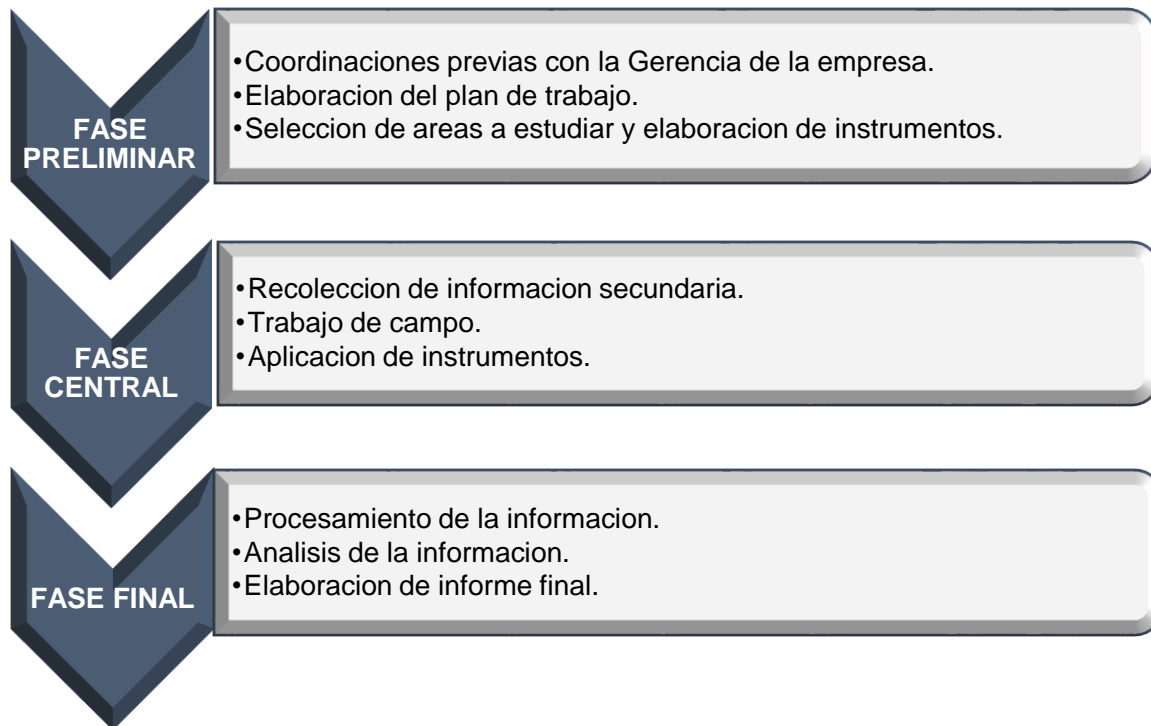 FASE
PRELIMINAR
•Coordinaciones previas con la Gerencia de la empresa.
•Elaboracion del plan de trabajo.
•Seleccion de areas a estudiar y elaboracion de instrumentos.
FASE
CENTRAL
•Recoleccion de informacion secundaria.
•Trabajo de campo.
•Aplicacion de instrumentos.
FASE FINAL
•Procesamiento de la informacion.
•Analisis de la informacion.
•Elaboracion de informe final.